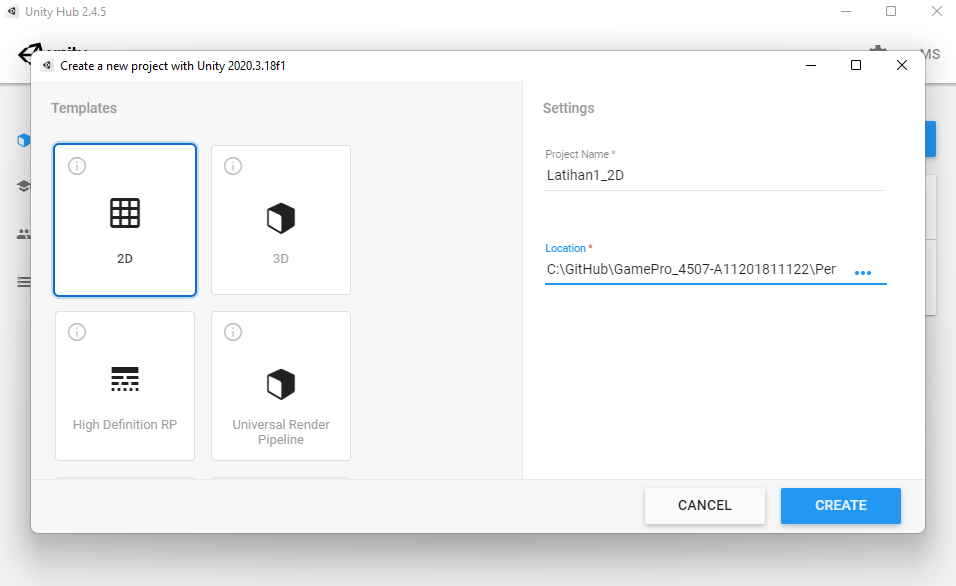 Unity Hub 2.4.5
MS
Create a new project with Unity 2020.3.18f1
Templates
Settings
Project Name *
Latihan1_2D
2D
3D
Location *
C:\GitHub\GamePro_4507-A11201811122\Per
High Definition RP
Universal Render
Pipeline
CANCEL
CREATE